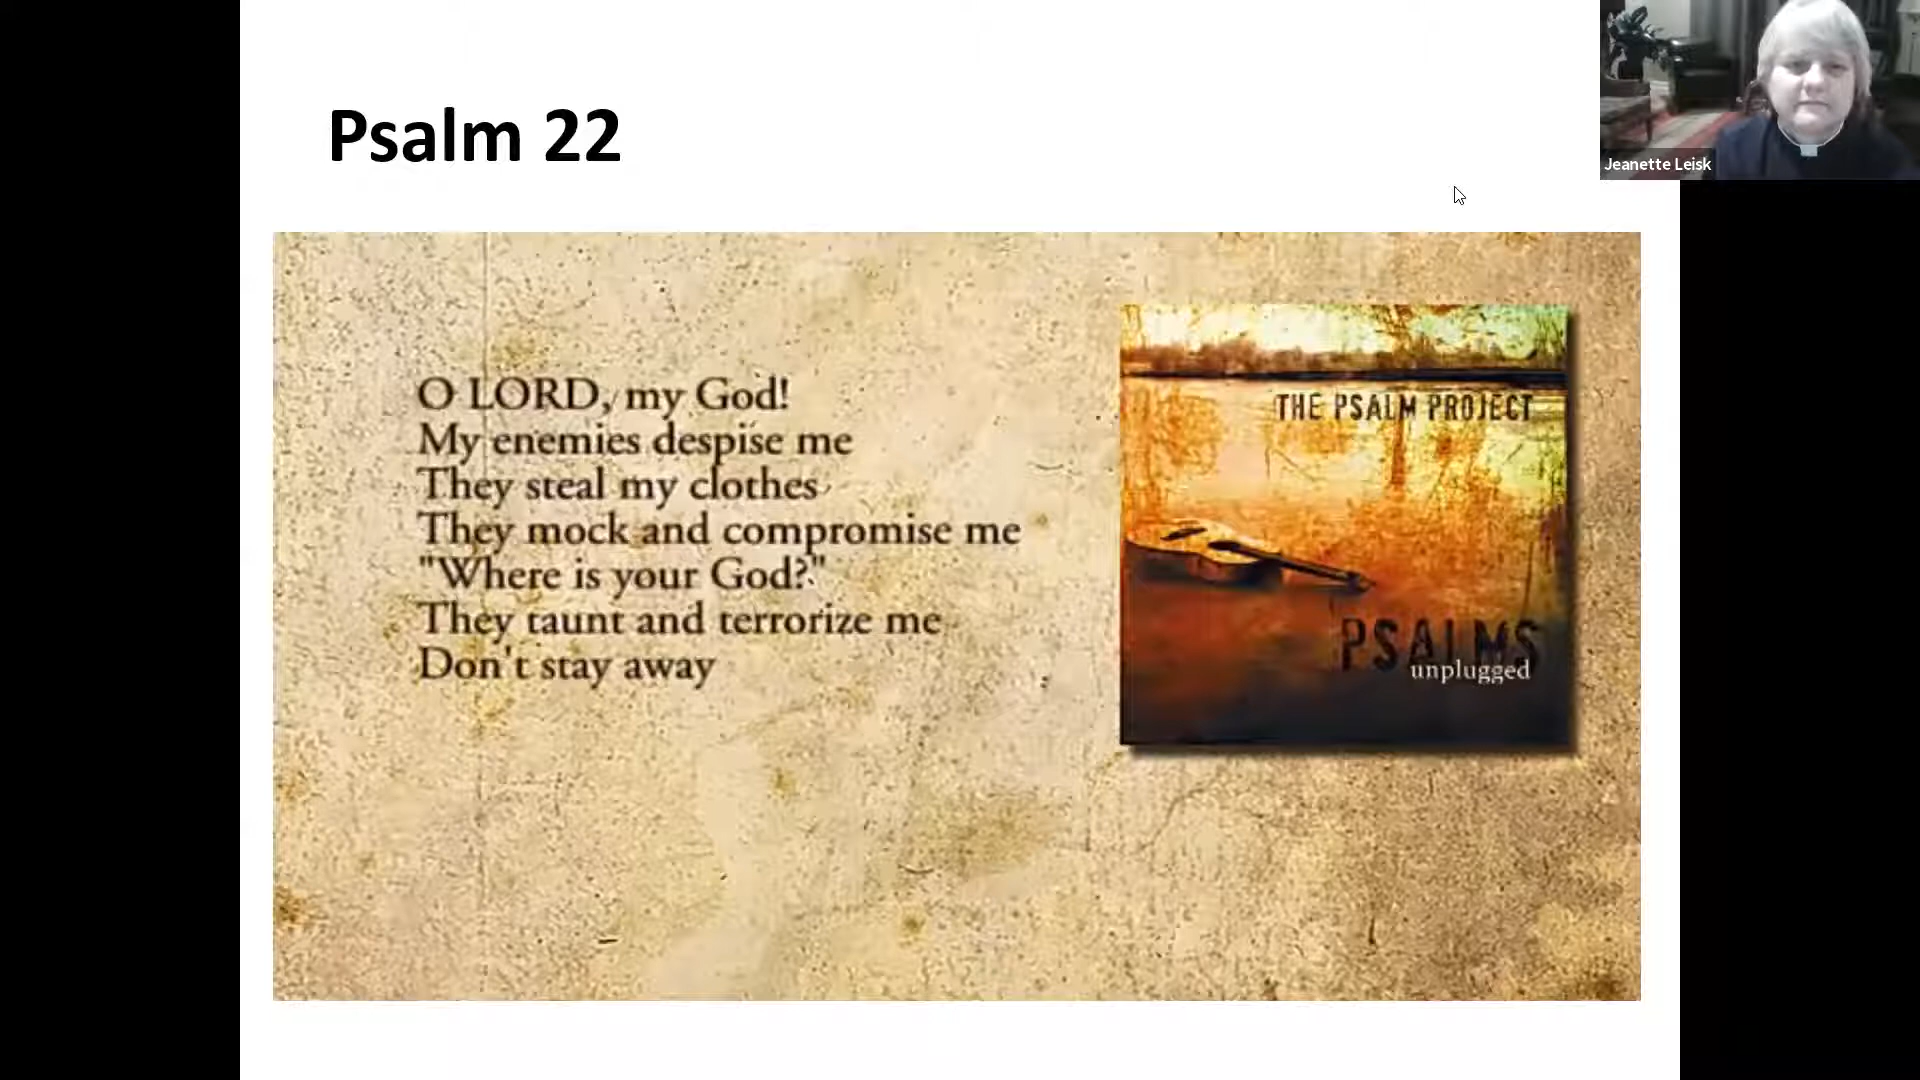 Psalm 22
Jeanette Leisk
O LORD, my God!
My enemies despise me
They steal my clothes
They mock and compromise me
"Where is your God?"
They taunt and terrorize me
Don't stay away
THE PSALM PROJECT
PSALMS
unplugged